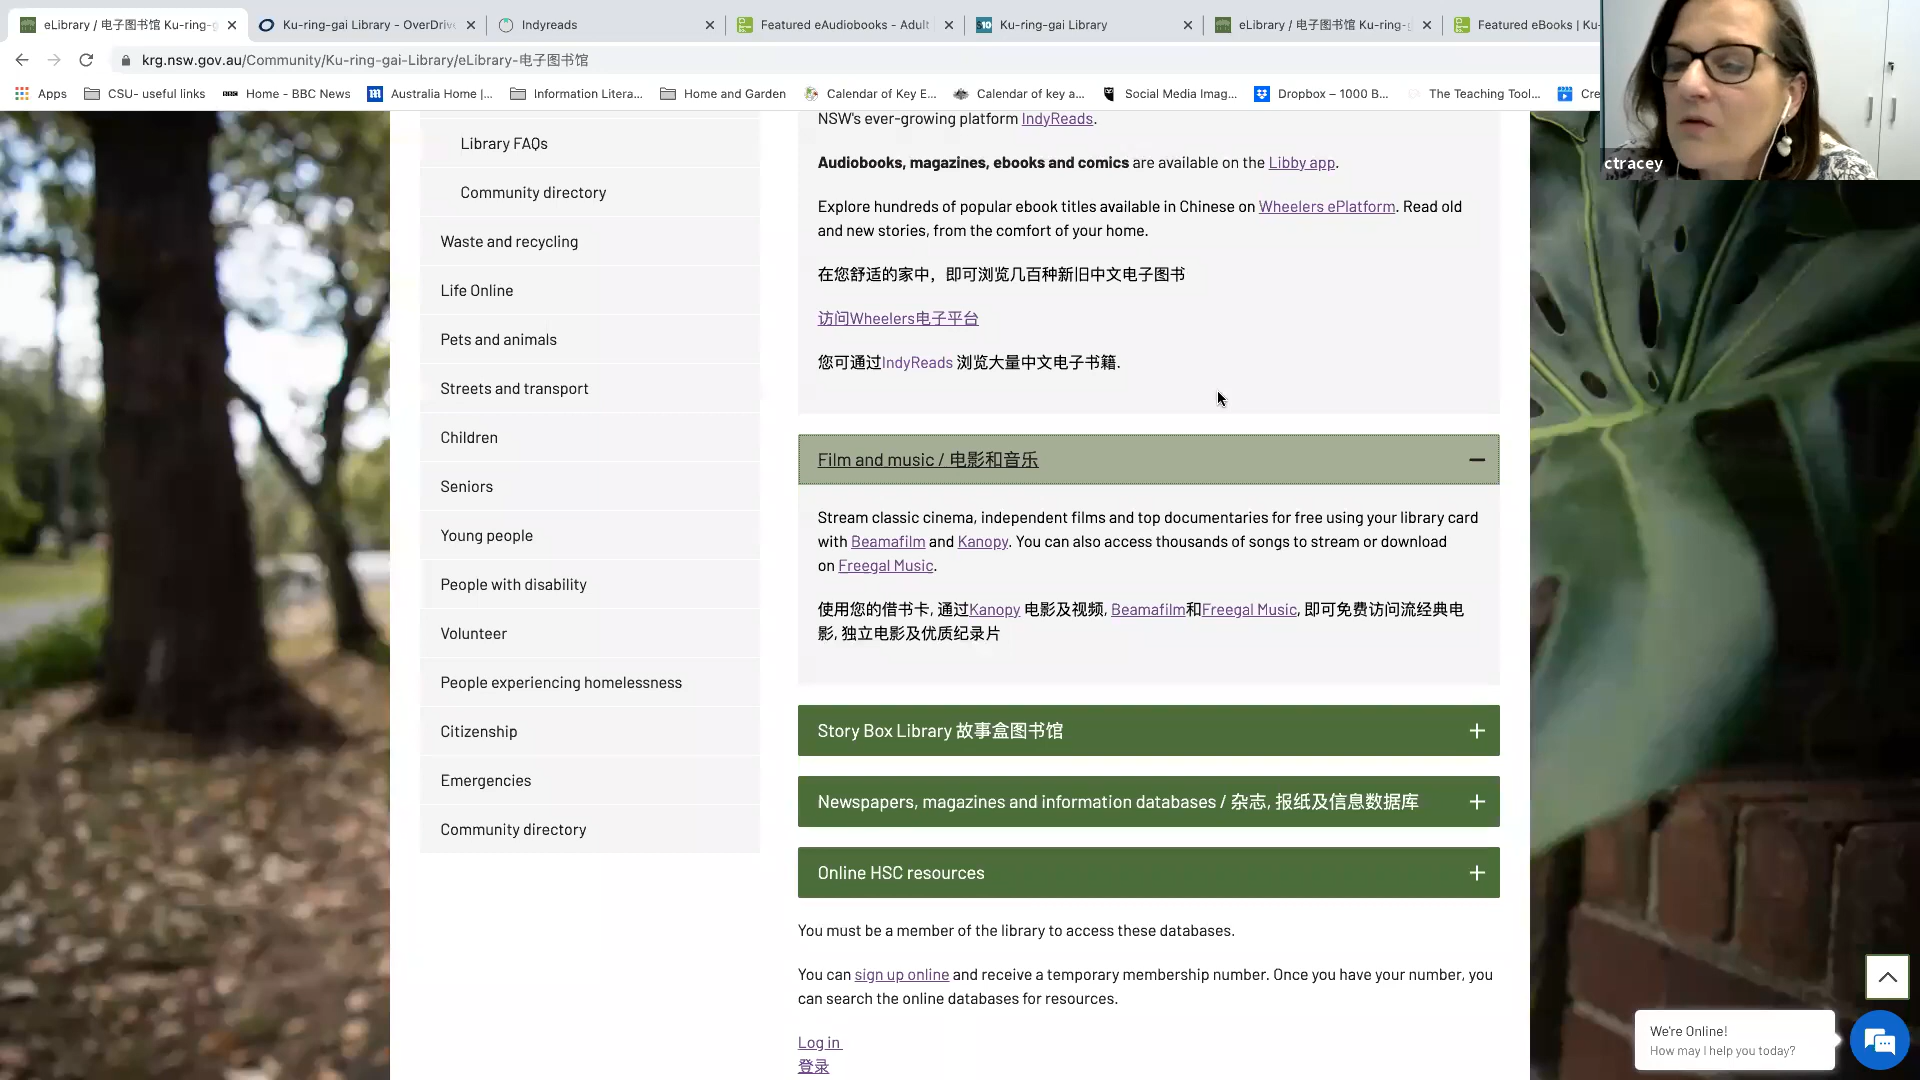 eLibrary / 电子图书馆 Ku-ring-g
Ku-ring-gai Library - OverDrive
Indyreads
Featured eAudiobooks - Adult
Ku-ring-gai Library
eLibrary / 电子图书馆 Ku-ring-g
Featured eBooks | Ku-
krg.nsw.gov.au/Community/Ku-ring-gai-Library/eLibrary-电子图书馆
Apps
CSU- useful links
Home - BBC News
Australia Home |...
Information Litera...
Home and Garden
Calendar of Key E...
Calendar of key a...
Social Media Imag...
Dropbox – 1000 B...
The Teaching Tool...
Cre
ctracey
Library FAQs
Community directory
Waste and recycling
Life Online
Pets and animals
Streets and transport
Children
Seniors
Young people
People with disability
Volunteer
People experiencing homelessness
Citizenship
Emergencies
Community directory
NSW's ever-growing platform IndyReads.
Audiobooks, magazines, ebooks and comics are available on the Libby app.
Explore hundreds of popular ebook titles available in Chinese on Wheelers ePlatform. Read old
and new stories, from the comfort of your home.
在您舒适的家中，即可浏览几百种新旧中文电子图书
访问Wheelers电子平台
您可通过IndyReads 浏览大量中文电子书籍.
Film and music / 电影和音乐
Stream classic cinema, independent films and top documentaries for free using your library card
with Beamafilm and Kanopy. You can also access thousands of songs to stream or download
on Freegal Music.
使用您的借书卡, 通过Kanopy 电影及视频, Beamafilm和Freegal Music, 即可免费访问流经典电
影, 独立电影及优质纪录片
Story Box Library 故事盒图书馆
Newspapers, magazines and information databases / 杂志, 报纸及信息数据库
Online HSC resources
You must be a member of the library to access these databases.
You can sign up online and receive a temporary membership number. Once you have your number, you
can search the online databases for resources.
Log in
登录
We're Online!
How may I help you today?